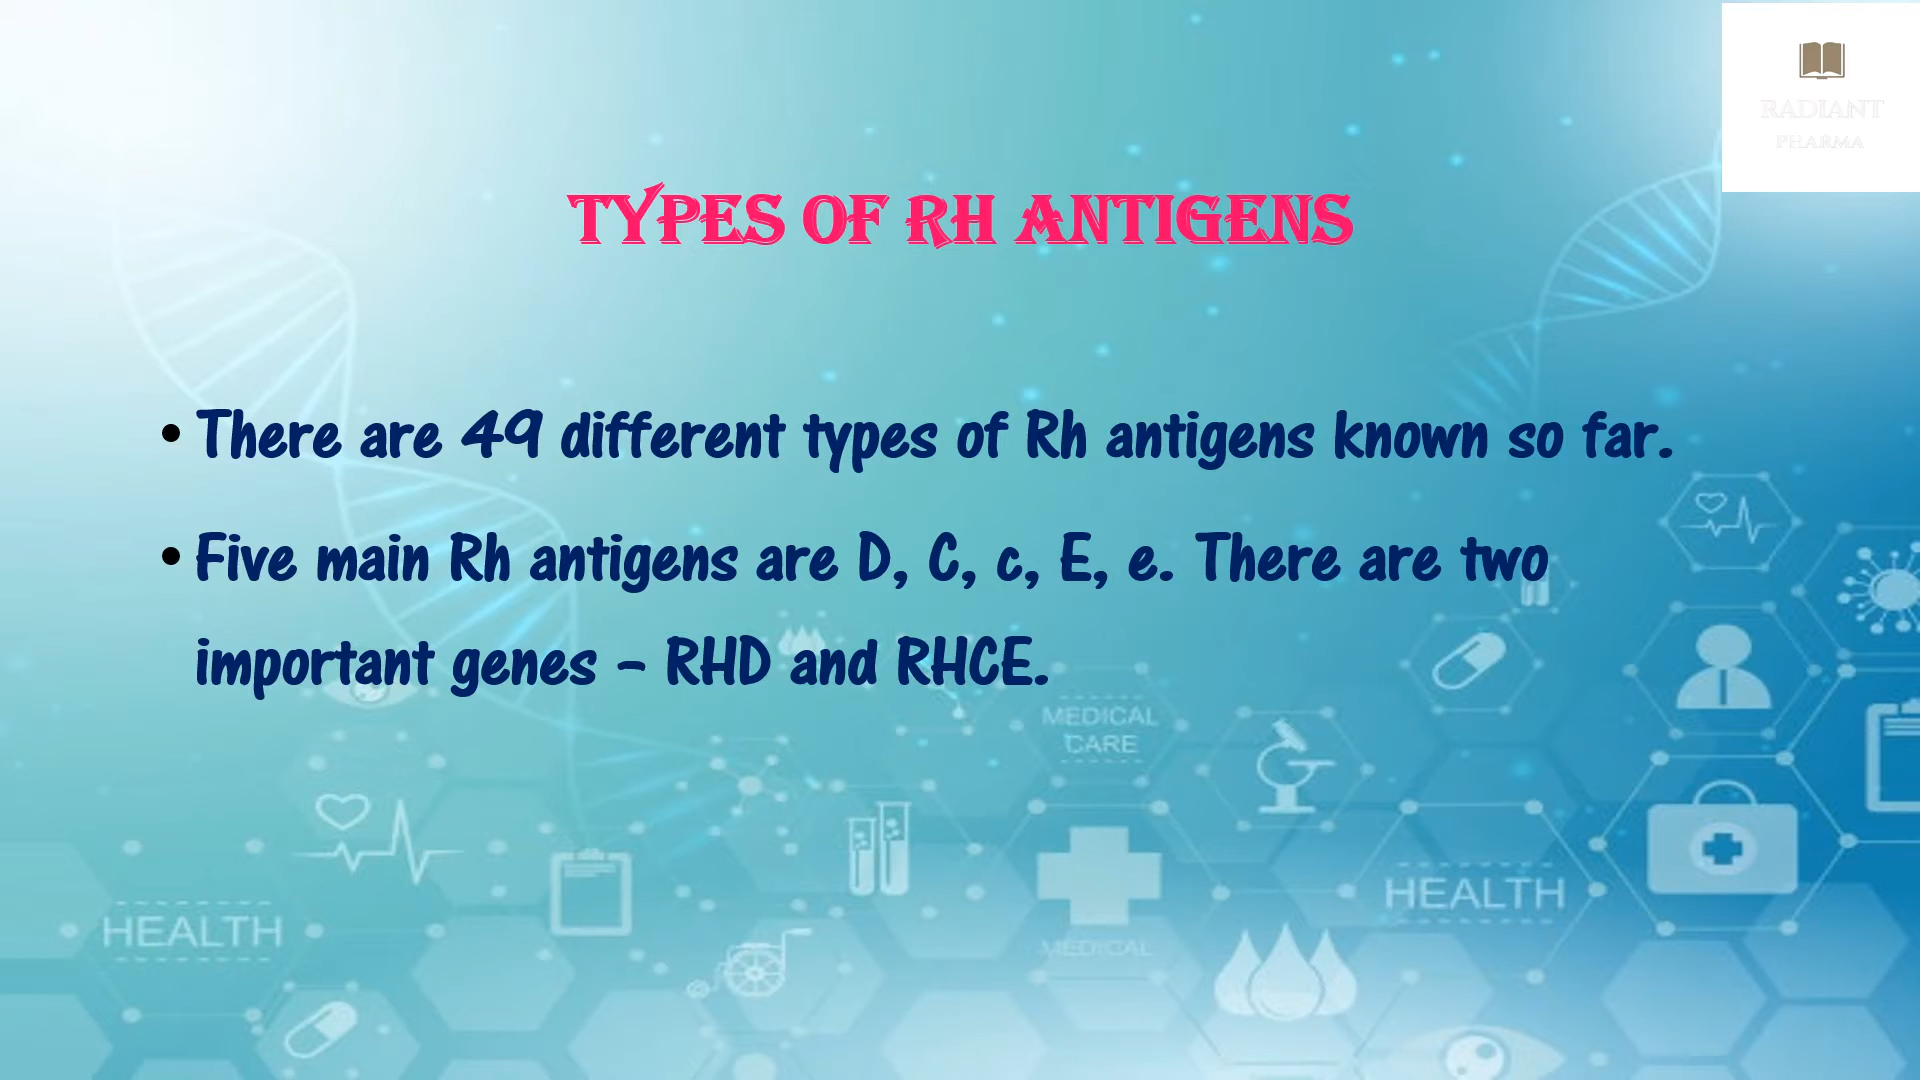 RADIANT
PHARMA
TYPES OF RH ANTIGENS
• There are 49 different types of Rh antigens known so far.
• Five main Rh antigens are D, C, c, E, e. There are two
important genes – RHD and RHCE.
MEDICAL
CARE
HEALTH
HEALTH
MEDICAL